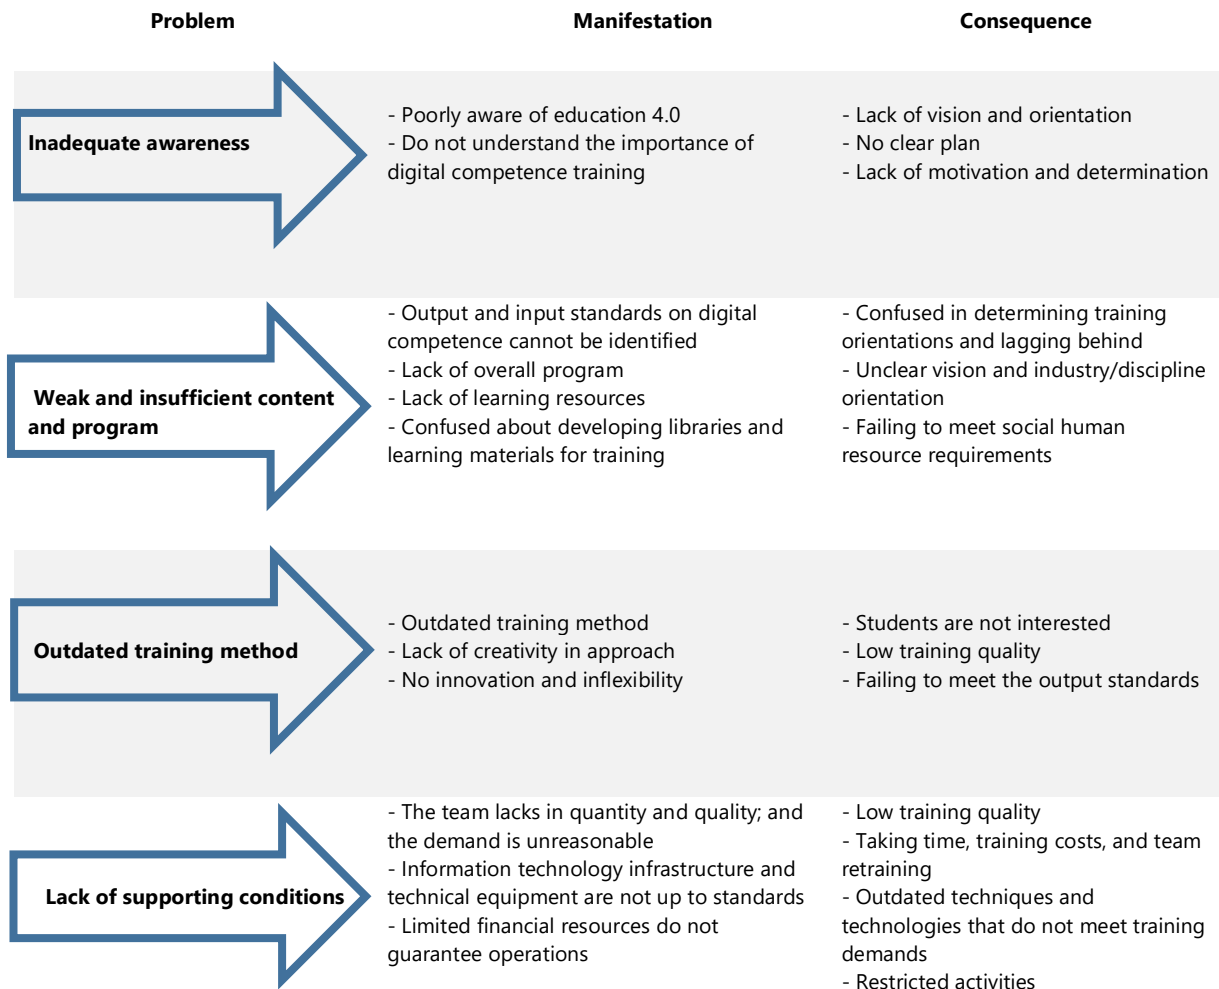 Problem Manifestation Consequence
Inadequate awareness
- Poorly aware of education 4.0
- Do not understand the importance of
digital competence training
- Lack of vision and orientation
- No clear plan
- Lack of motivation and determination
Weak and insufficient content
and program
- Output and input standards on digital
competence cannot be identified
- Lack of overall program
- Lack of learning resources
- Confused about developing libraries and
learning materials for training
- Confused in determining training
orientations and lagging behind
- Unclear vision and industry/discipline
orientation
- Failing to meet social human
resource requirements
Outdated training method
- Outdated training method
- Lack of creativity in approach
- No innovation and inflexibility
- Students are not interested
- Low training quality
- Failing to meet the output standards
Lack of supporting conditions
- The team lacks in quantity and quality; and
the demand is unreasonable
- Information technology infrastructure and
technical equipment are not up to standards
- Limited financial resources do not
guarantee operations
- Low training quality
- Taking time, training costs, and team
retraining
- Outdated techniques and
technologies that do not meet training
demands
- Restricted activities